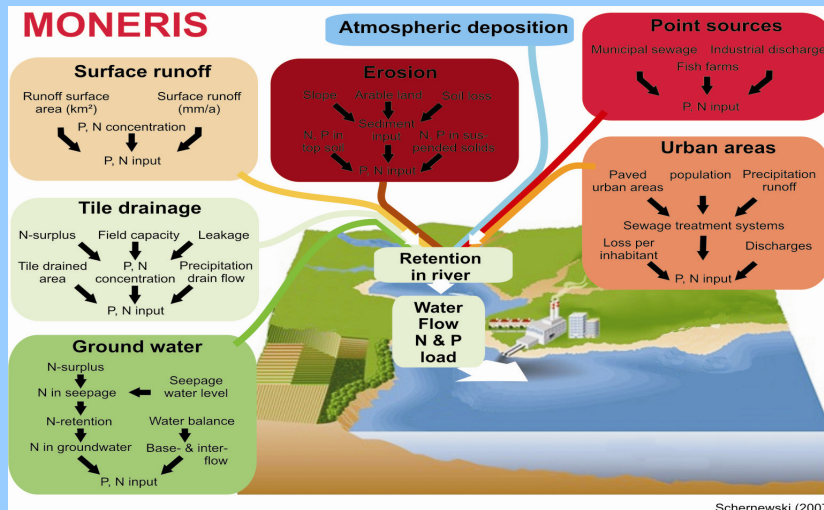 MONERIS
Atmospheric deposition
Surface runoff
Runoff surface area (km²)
Surface runoff (mm/a)
P, N concentration
P, N input
Erosion
Slope
Arable land
Soil loss
Sediment input
N, P in top soil
N, P in sus-
pended solids
P, N input
Point sources
Municipal sewage
Industrial discharge
Fish farms
P, N input
Urban areas
Paved urban areas
population
Precipitation runoff
Sewage treatment systems
Loss per inhabitant
Discharges
P, N input
Tile drainage
N-surplus
Field capacity
Leakage
Tile drained area
P, N concentration
Precipitation drain flow
P, N input
Retention in river
Water Flow N & P load
Ground water
N-surplus
N in seepage
Seepage water level
N-retention
Water balance
N in groundwater
Base- & inter-
flow
P, N input
Schernewski (2007